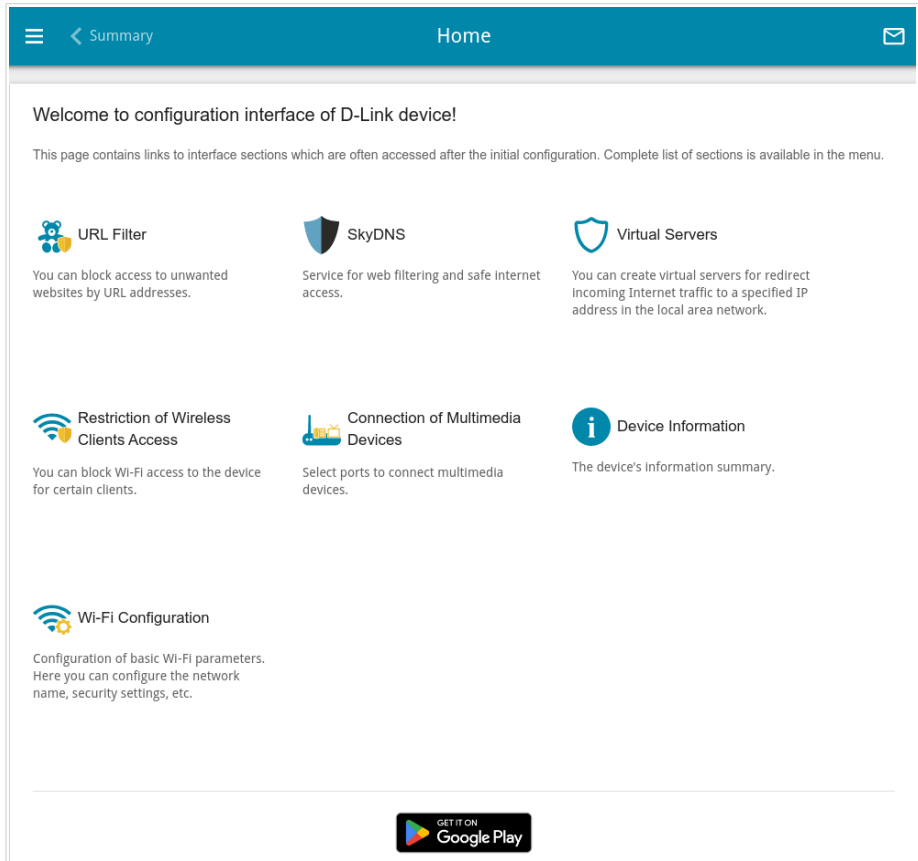 Summary
Home
Welcome to configuration interface of D-Link device!
This page contains links to interface sections which are often accessed after the initial configuration. Complete list of sections is available in the menu.
URL Filter
You can block access to unwanted
websites by URL addresses.
SkyDNS
Service for web filtering and safe internet
access.
Virtual Servers
You can create virtual servers for redirect
incoming Internet traffic to a specified IP
address in the local area network.
Restriction of Wireless
Clients Access
You can block Wi-Fi access to the device
for certain clients.
Connection of Multimedia
Devices
Select ports to connect multimedia
devices.
Device Information
The device's information summary.
Wi-Fi Configuration
Configuration of basic Wi-Fi parameters.
Here you can configure the network
name, security settings, etc.
GET IT ON
Google Play